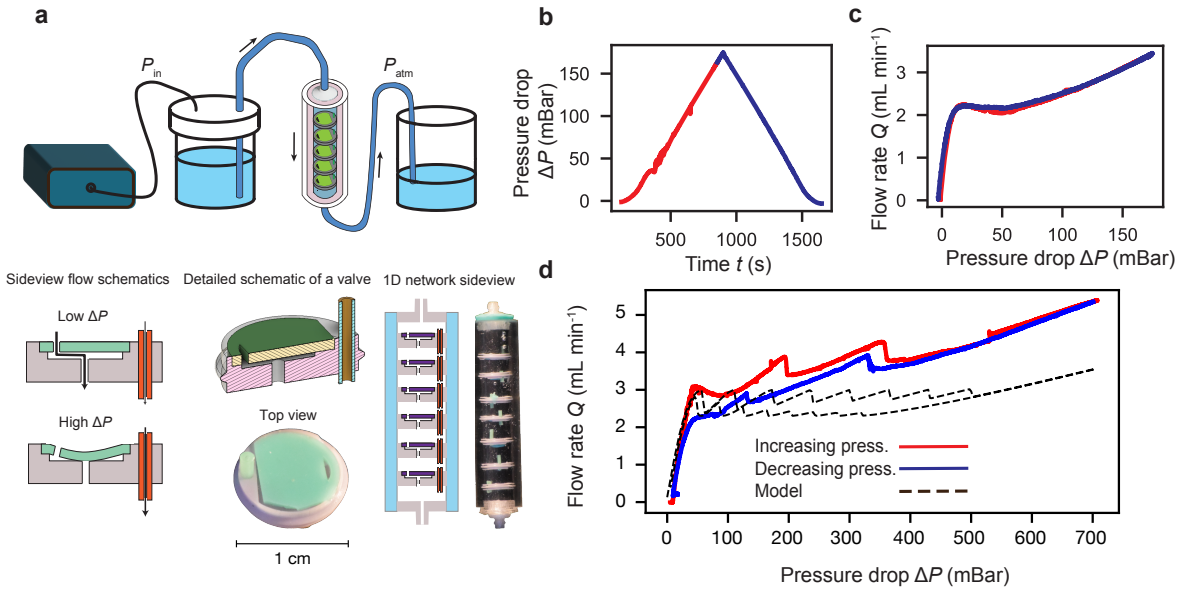 a
P_in
P_atm
b
Pressure drop
ΔP (mBar)
150
100
50
0
500
1000
1500
Time t (s)
c
Flow rate Q (mL min⁻¹)
4
3
2
1
0
0
50
100
150
Pressure drop ΔP (mBar)
Sideview flow schematics
Low ΔP
High ΔP
Detailed schematic of a valve
Top view
1 cm
1D network sideview
d
Flow rate Q (mL min⁻¹)
5
4
3
2
1
0
Increasing press.
Decreasing press.
Model
0
100
200
300
400
500
600
700
Pressure drop ΔP (mBar)